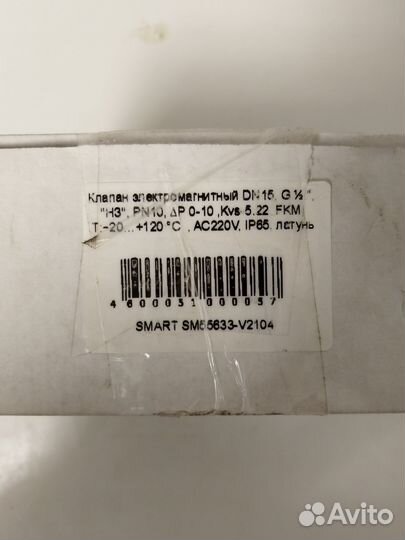 Клапан электромагнитный DN15, G ½ ",
"НЗ", PN10, ΔP 0-10 ,Kvs 5.22 FKM,
T:-20...+120 °C , AC220V, IP65, латунь
4600051000057
SMART SM55633-V2104
Avito